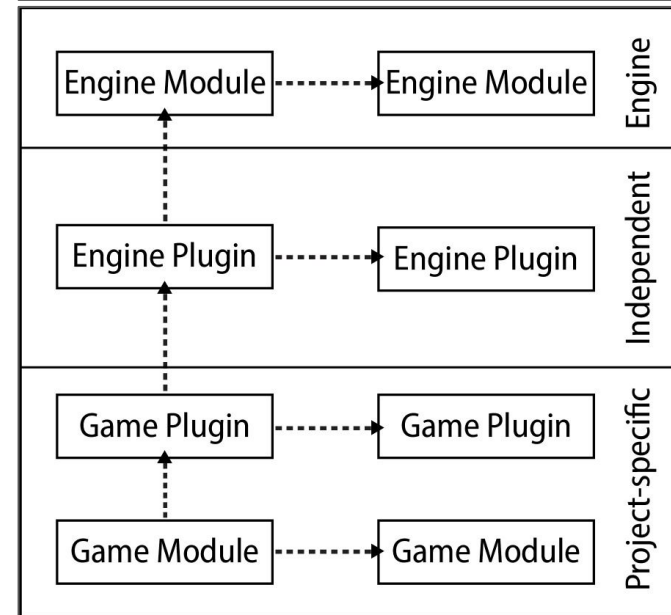 Engine Module
Engine Module
Engine
Engine Plugin
Engine Plugin
Independent
Game Plugin
Game Plugin
Game Module
Game Module
Project-specific